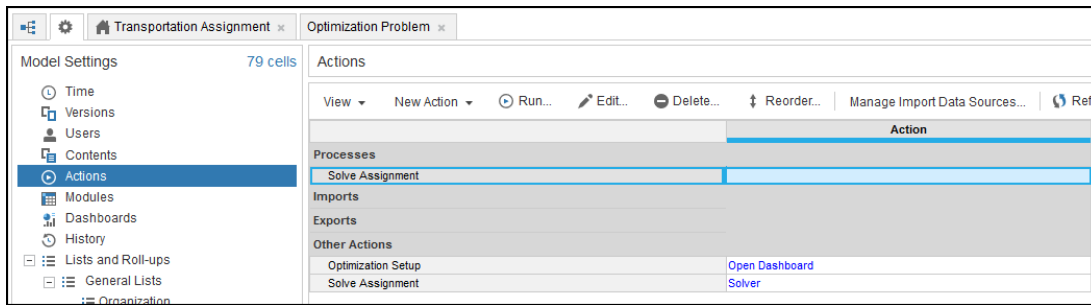 Transportation Assignment × Optimization Problem ×
Model Settings 79 cells Actions
Time
Versions
Users
Contents
Actions
Modules
Dashboards
History
Lists and Roll-ups
General Lists
Organization
View New Action Run... Edit... Delete... Reorder... Manage Import Data Sources... Ref
Action
Processes
Solve Assignment
Imports
Exports
Other Actions
Optimization Setup Open Dashboard
Solve Assignment Solver